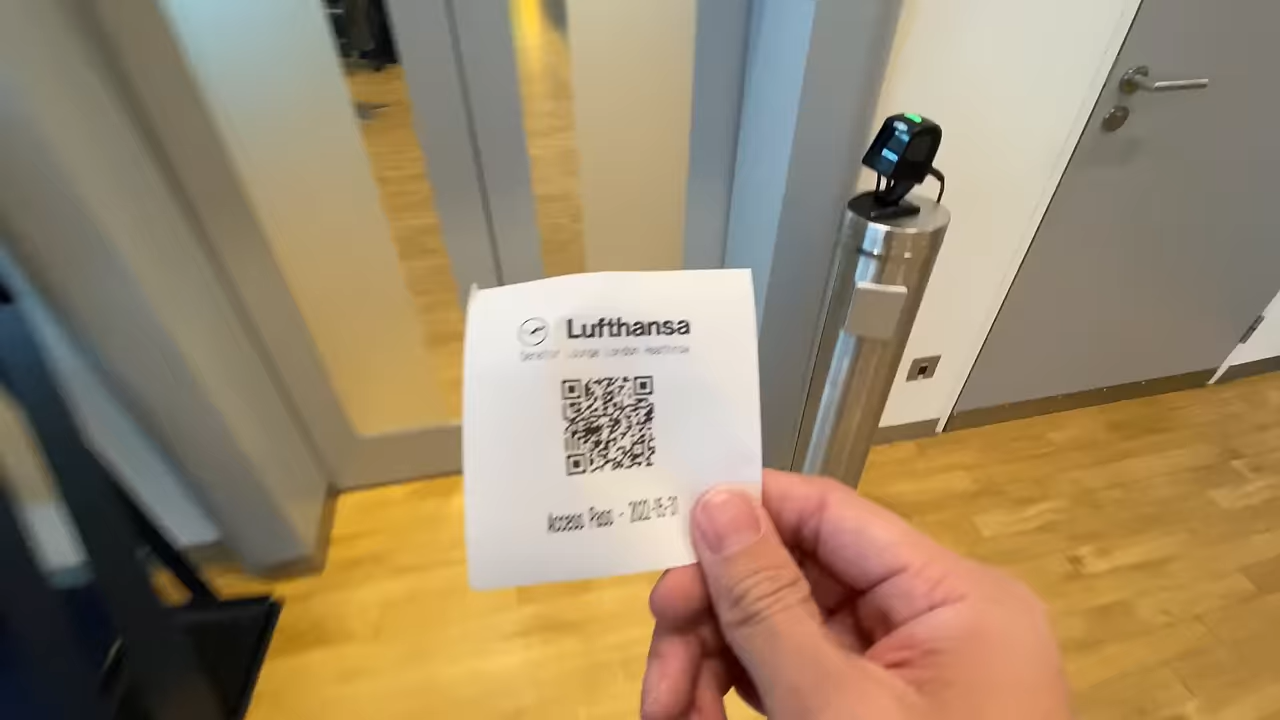 Lufthansa
Senator Lounge London Heathrow
Access Pass - 2022-05-31